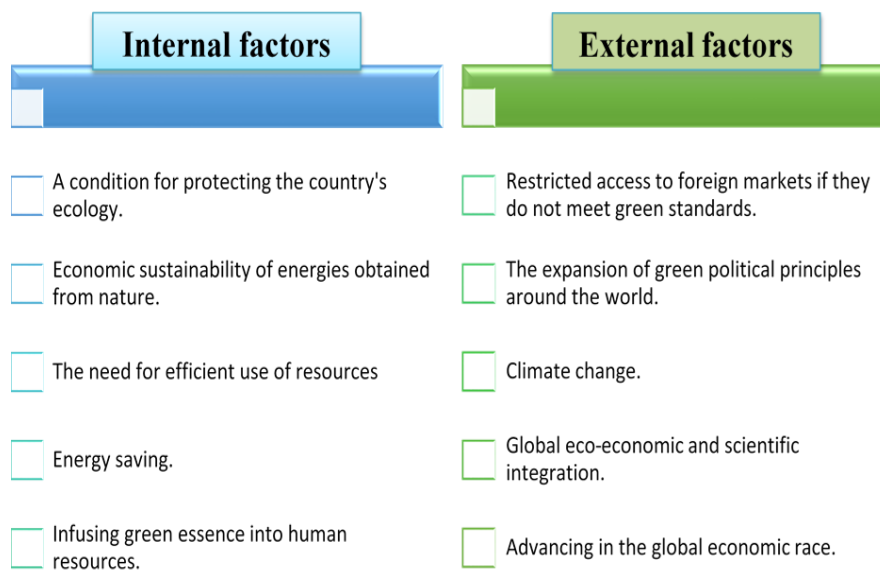 Internal factors
A condition for protecting the country's
ecology.
Economic sustainability of energies obtained
from nature.
The need for efficient use of resources
Energy saving.
Infusing green essence into human
resources.
External factors
Restricted access to foreign markets if they
do not meet green standards.
The expansion of green political principles
around the world.
Climate change.
Global eco-economic and scientific
integration.
Advancing in the global economic race.